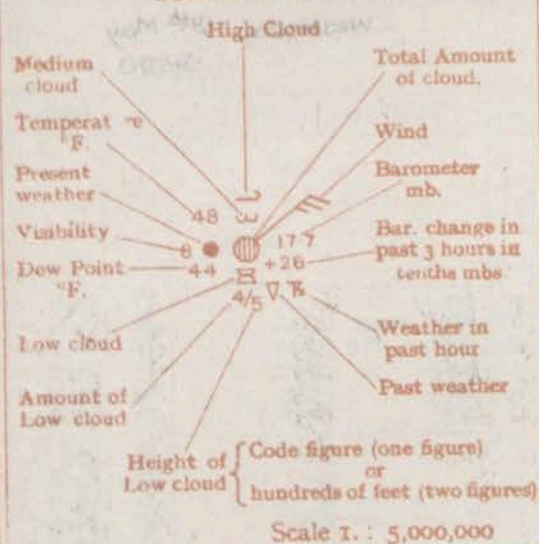 High Cloud
Medium cloud
Total Amount of cloud.
Temperat °F.
Wind
Present weather
Barometer mb.
48
Visibility
8
177
Bar. change in past 3 hours in tenths mbs.
+26
Dew Point °F.
44
4/5
Low cloud
Weather in past hour
Amount of Low cloud
Past weather
Height of Low cloud
Code figure (one figure)
or
hundreds of feet (two figures)
Scale 1. : 5,000,000